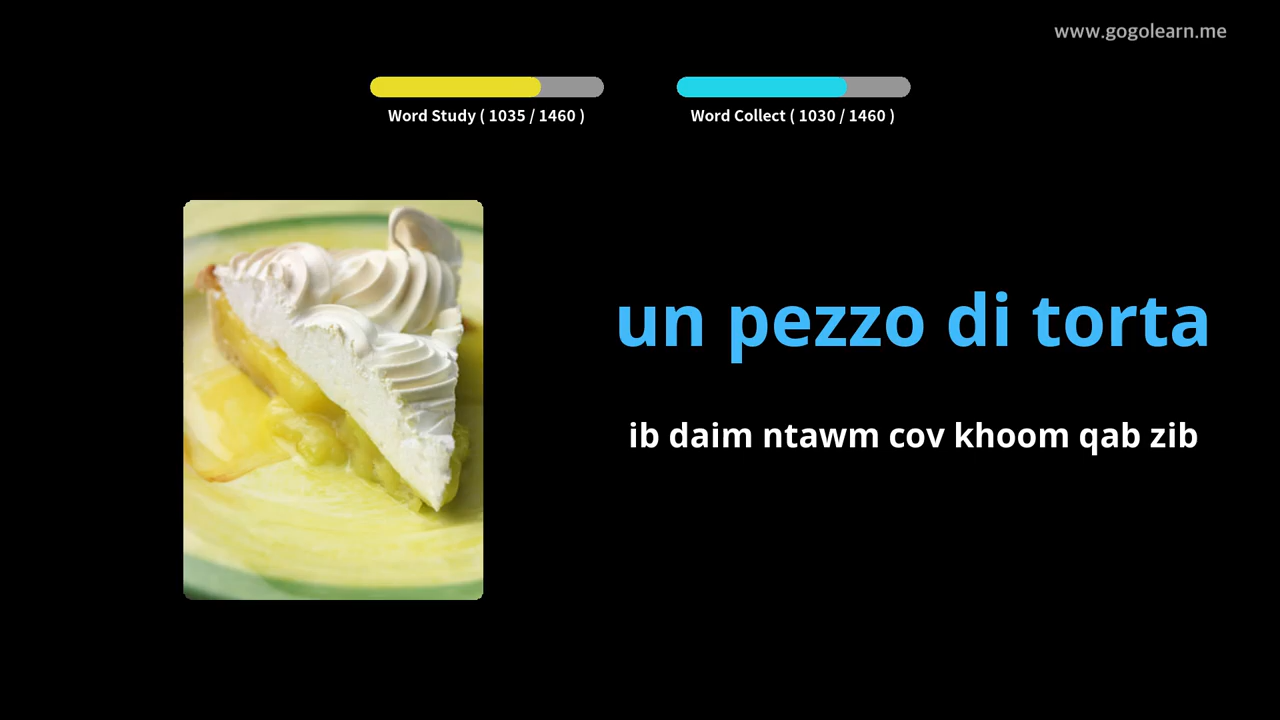 www.gogolearn.me
Word Study ( 1035 / 1460 )
Word Collect ( 1030 / 1460 )
un pezzo di torta
ib daim ntawm cov khoom qab zib